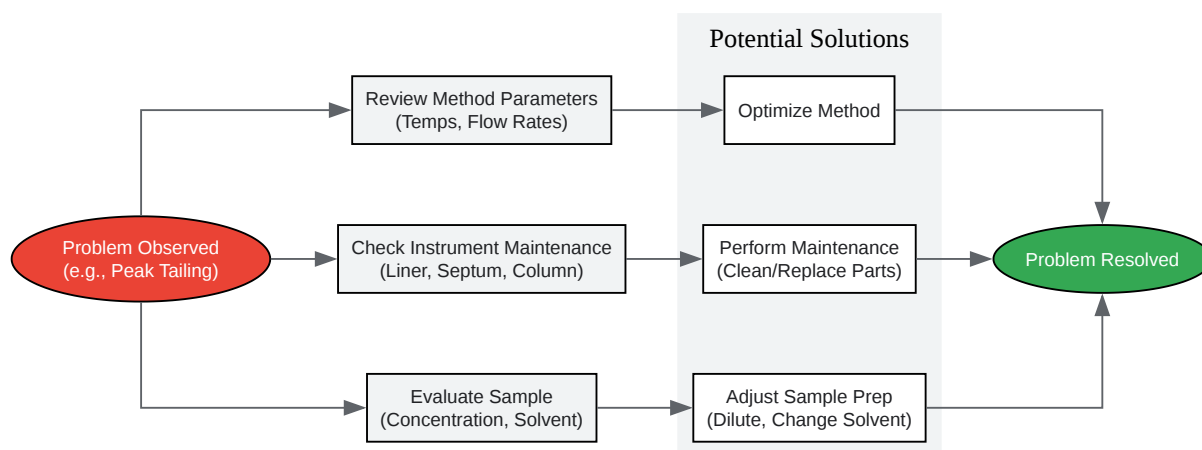 Potential Solutions
Review Method Parameters
(Temps, Flow Rates)
Optimize Method
Problem Observed
(e.g., Peak Tailing)
Check Instrument Maintenance
(Liner, Septum, Column)
Perform Maintenance
(Clean/Replace Parts)
Problem Resolved
Evaluate Sample
(Concentration, Solvent)
Adjust Sample Prep
(Dilute, Change Solvent)